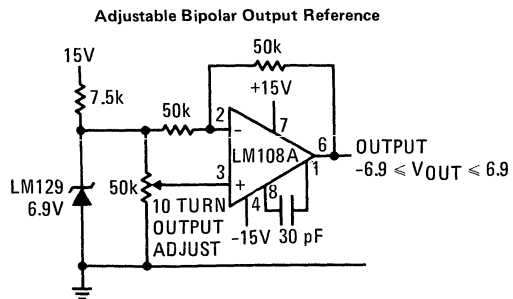 Adjustable Bipolar Output Reference
15V
7.5k
50k
50k
+15V
2
7
–
LM108A
6
OUTPUT
-6.9 ⩽ VOUT ⩽ 6.9
1
3
+
8
4
LM129
6.9V
50k
10 TURN
OUTPUT
ADJUST
-15V
30 pF